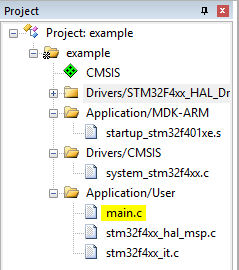 Project
Project: example
example
CMSIS
Drivers/STM32F4xx_HAL_Dr
Application/MDK-ARM
startup_stm32f401xe.s
Drivers/CMSIS
system_stm32f4xx.c
Application/User
main.c
stm32f4xx_hal_msp.c
stm32f4xx_it.c